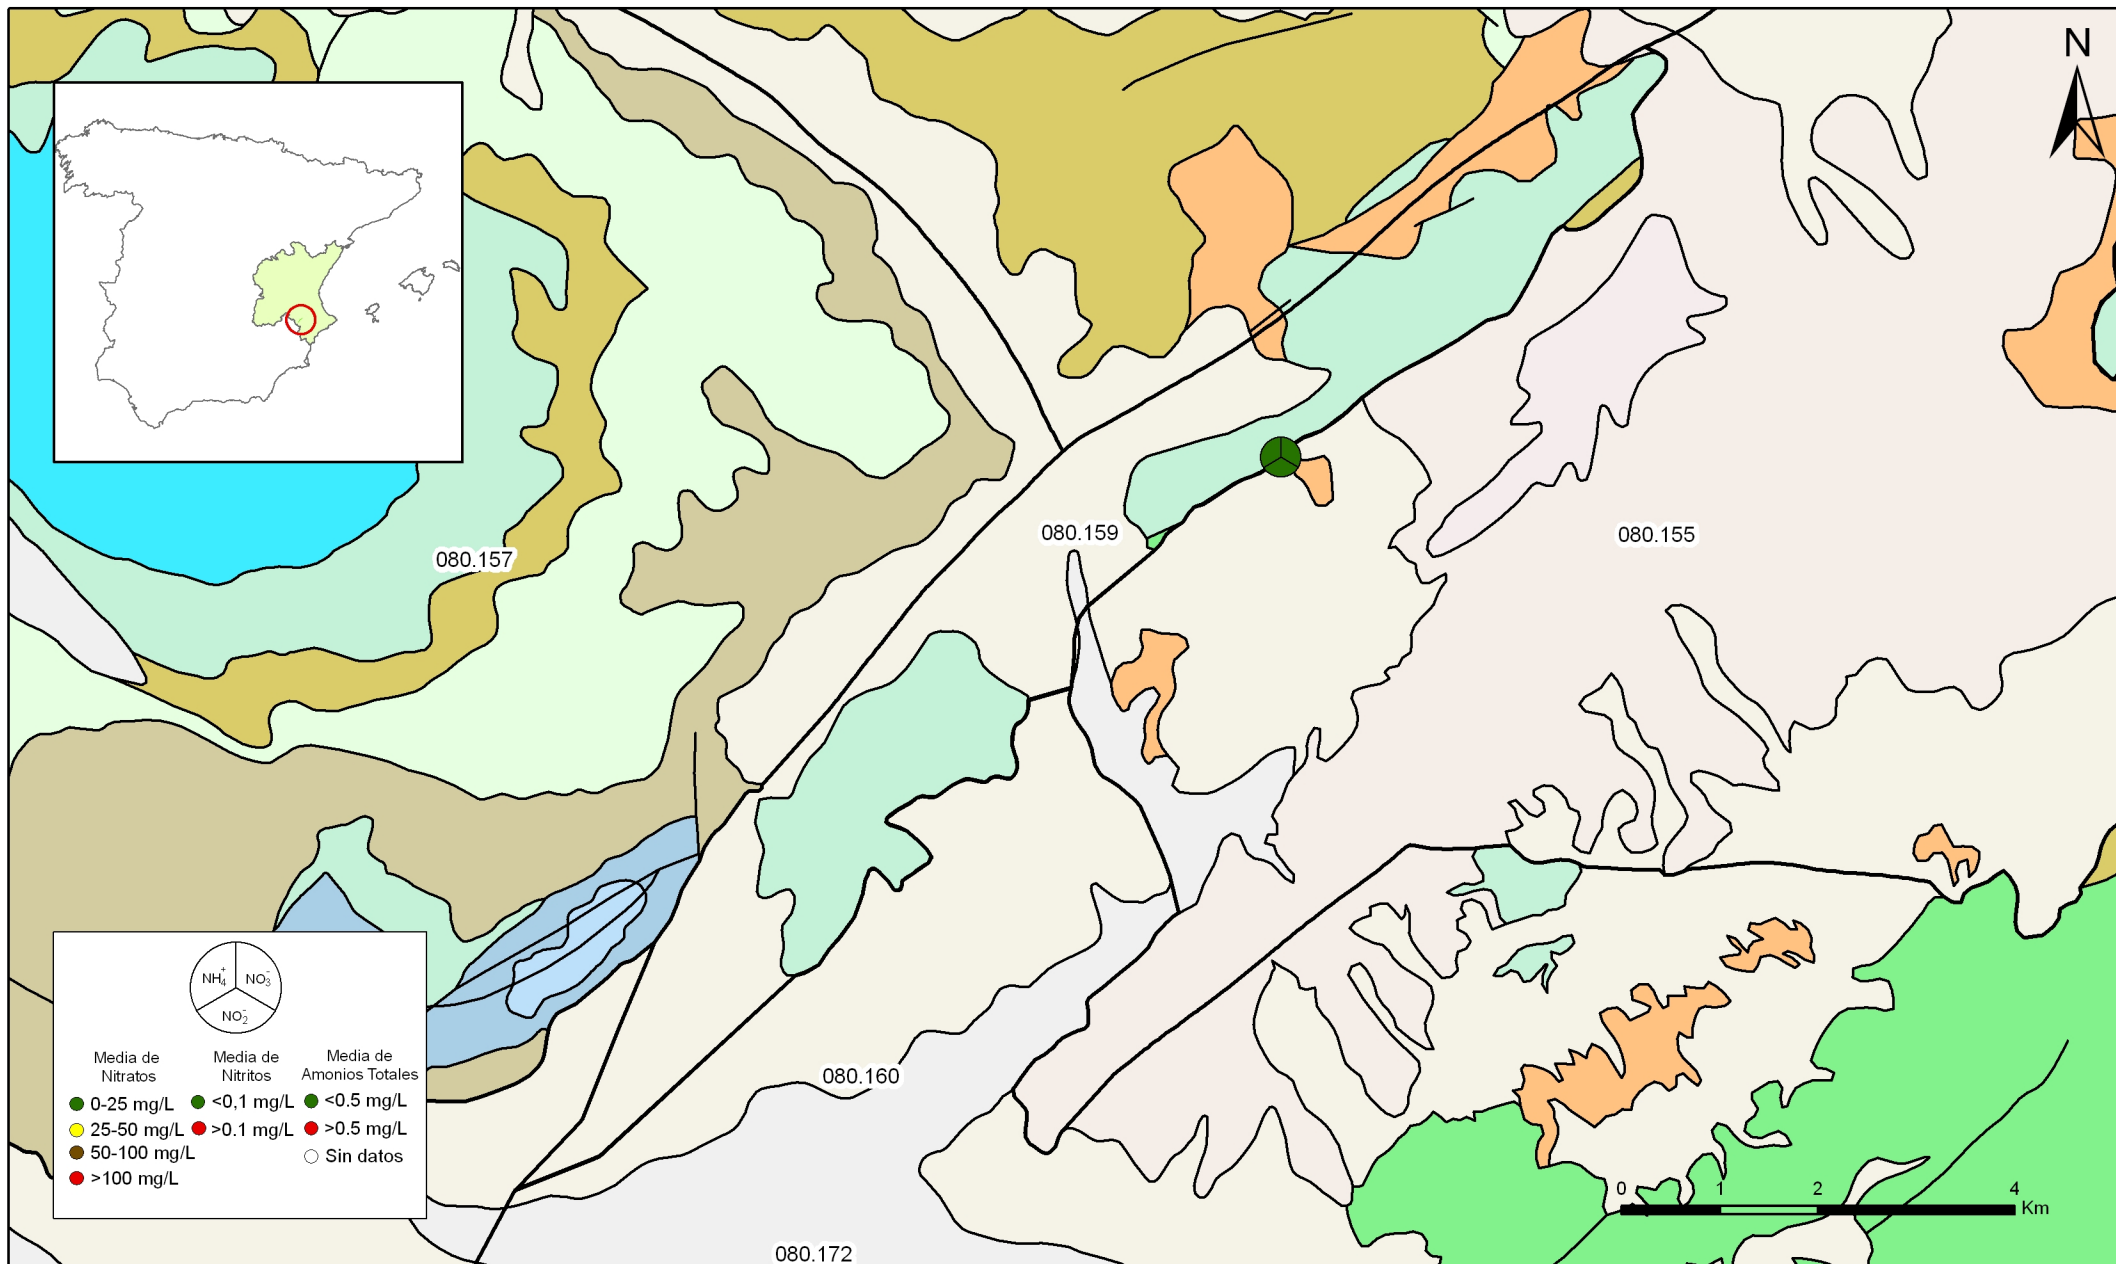 N
080.157
080.159
080.155
080.160
080.172
NH4+
NO3-
NO2-
Media de
Nitratos
0-25 mg/L
25-50 mg/L
50-100 mg/L
>100 mg/L
Media de
Nitritos
<0,1 mg/L
>0.1 mg/L
Media de
Amonios Totales
<0.5 mg/L
>0.5 mg/L
Sin datos
0 1 2 4
Km